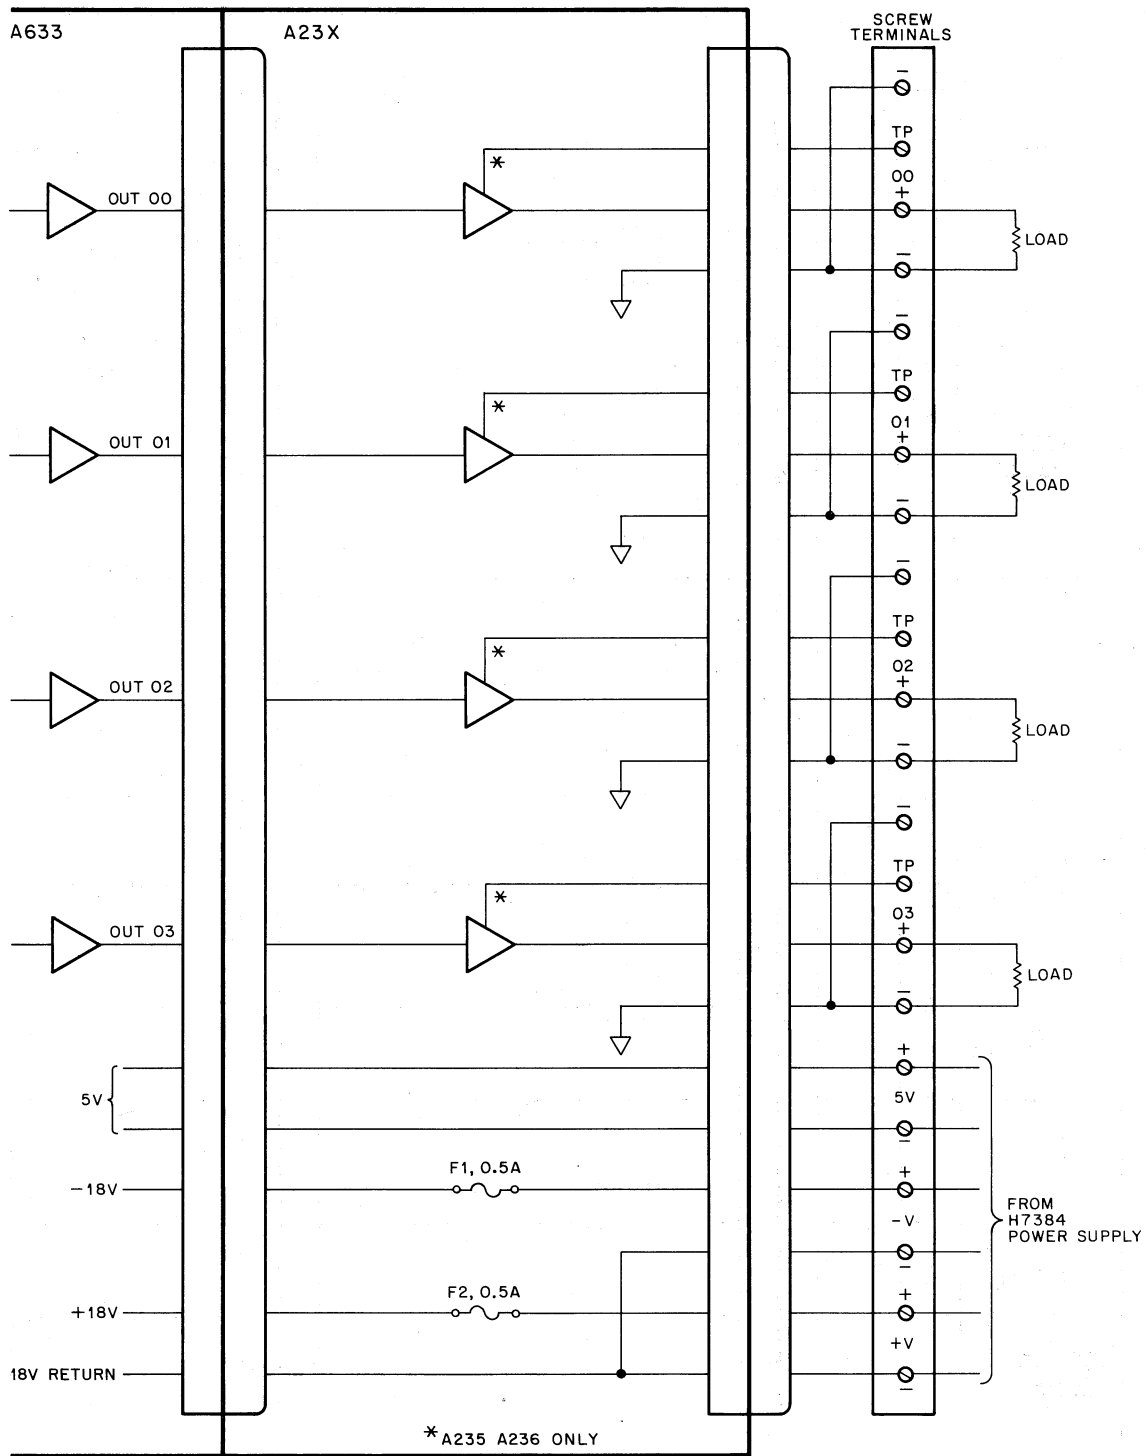 A633
A23X
SCREW
TERMINALS
−
TP
OUT 00
*
00
+
LOAD
−
−
TP
OUT 01
*
01
+
LOAD
−
−
TP
OUT 02
*
02
+
LOAD
−
−
TP
OUT 03
*
03
+
LOAD
−
+
5V
5V
−
−18V
F1, 0.5A
+
−V
FROM
H7384
POWER SUPPLY
−
+18V
F2, 0.5A
+
+V
18V RETURN
−
*A235 A236 ONLY